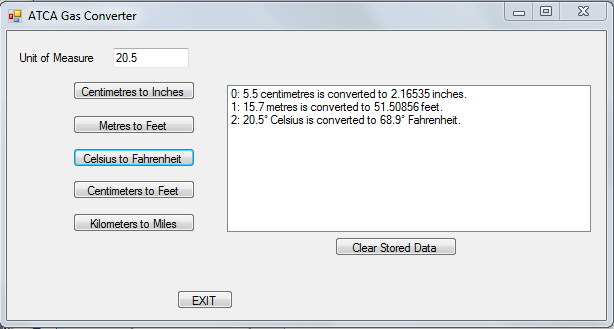 ATCA Gas Converter
Unit of Measure 20.5
Centimetres to Inches
0: 5.5 centimetres is converted to 2.16535 inches.
1: 15.7 metres is converted to 51.50856 feet.
2: 20.5° Celsius is converted to 68.9° Fahrenheit.
Metres to Feet
Celsius to Fahrenheit
Centimeters to Feet
Kilometers to Miles
Clear Stored Data
EXIT